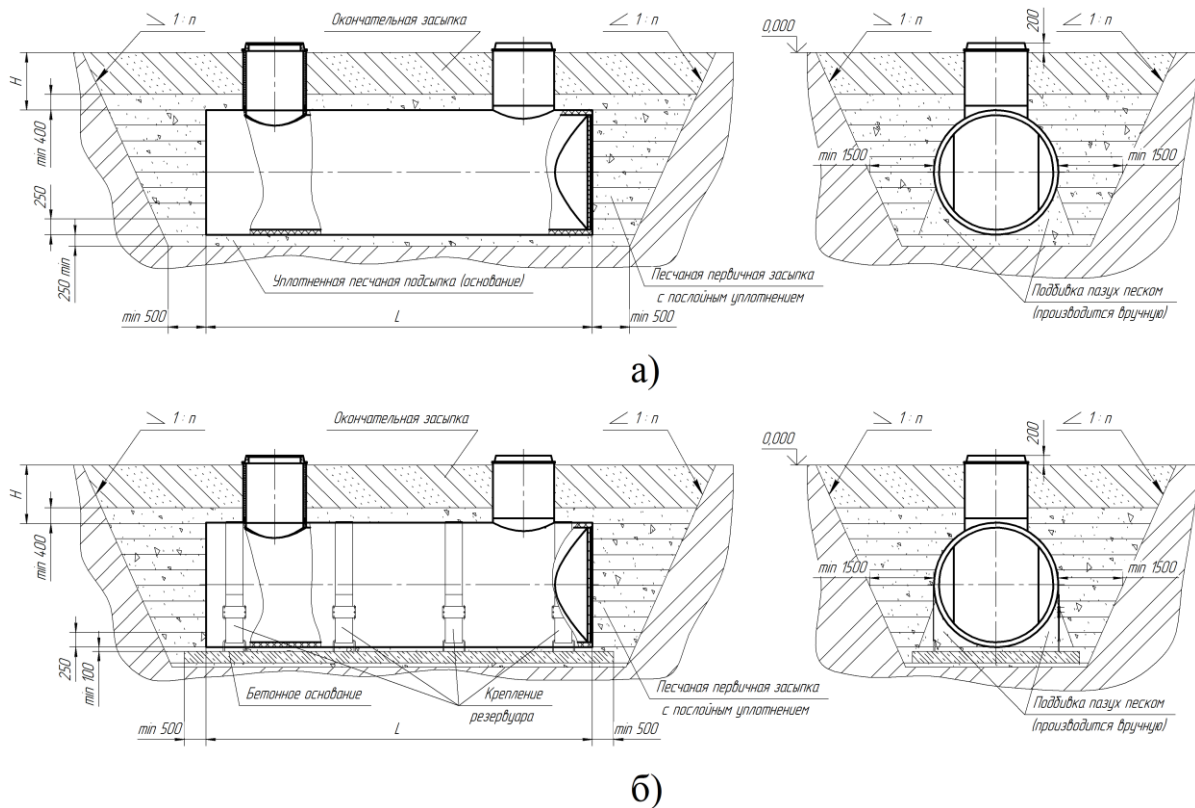 1 : n
Окончательная засыпка
1 : n
0,000
200
1 : n
1 : n
H
min 400
250
250 min
min 1500
min 1500
Уплотненная песчаная подсыпка (основание)
Песчаная первичная засыпка
с послойным уплотнением
Подбивка пазух песком
(производится вручную)
min 500
L
min 500
а)
1 : n
Окончательная засыпка
1 : n
0,000
200
1 : n
1 : n
H
min 400
250
min 100
min 1500
min 1500
Бетонное основание
Крепление
резервуара
Песчаная первичная засыпка
с послойным уплотнением
Подбивка пазух песком
(производится вручную)
min 500
L
min 500
б)